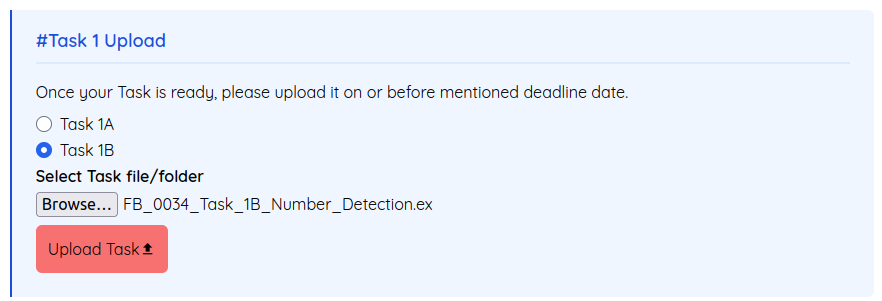 #Task 1 Upload
Once your Task is ready, please upload it on or before mentioned deadline date.
Task 1A
Task 1B
Select Task file/folder
Browse... FB_0034_Task_1B_Number_Detection.ex
Upload Task